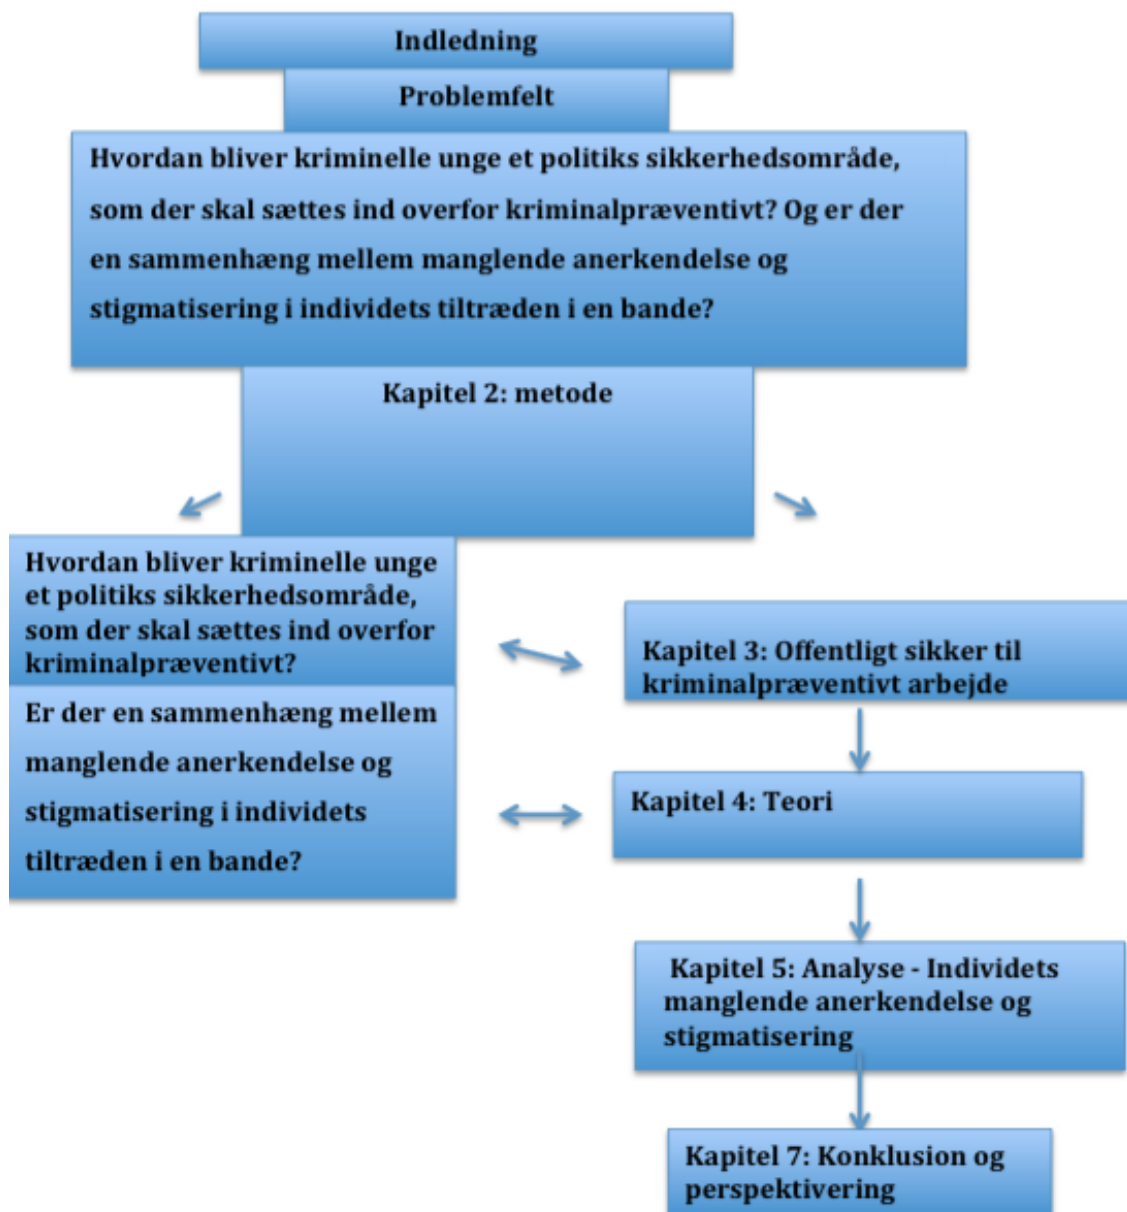 Indledning
Problemfelt
Hvordan bliver kriminelle unge et politiks sikkerhedsområde,
som der skal sættes ind overfor kriminalpræventivt? Og er der
en sammenhæng mellem manglende anerkendelse og
stigmatisering i individets tiltræden i en bande?
Kapitel 2: metode
Hvordan bliver kriminelle unge
et politiks sikkerhedsområde,
som der skal sættes ind overfor
kriminalpræventivt?
Er der en sammenhæng mellem
manglende anerkendelse og
stigmatisering i individets
tiltræden i en bande?
Kapitel 3: Offentligt sikker til
kriminalpræventivt arbejde
Kapitel 4: Teori
Kapitel 5: Analyse - Individets
manglende anerkendelse og
stigmatisering
Kapitel 7: Konklusion og
perspektivering